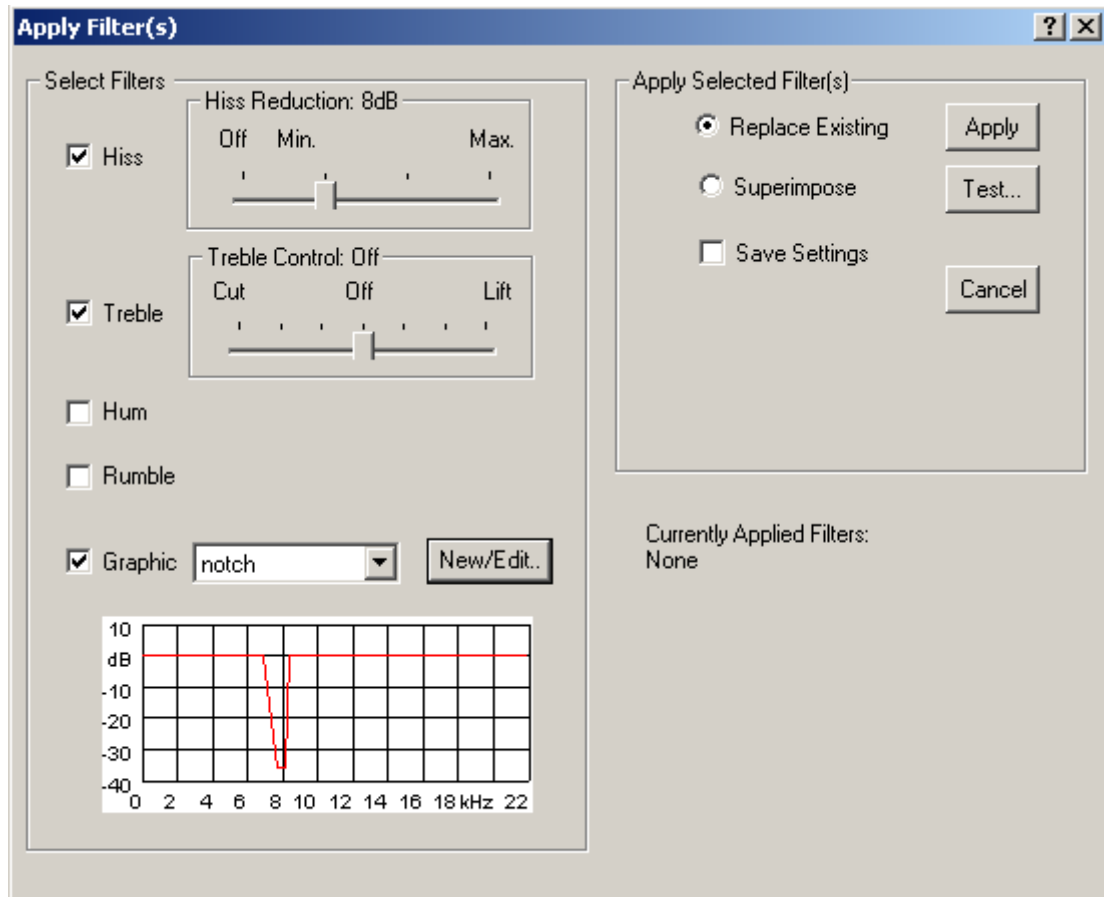 Apply Filter(s)
Select Filters
Hiss Reduction: 8dB
Off Min. Max.
Hiss
Treble Control: Off
Cut Off Lift
Treble
Hum
Rumble
Graphic notch New/Edit..
10
dB
-10
-20
-30
-40
0 2 4 6 8 10 12 14 16 18 kHz 22
Apply Selected Filter(s)
Replace Existing Apply
Superimpose Test...
Save Settings
Cancel
Currently Applied Filters:
None